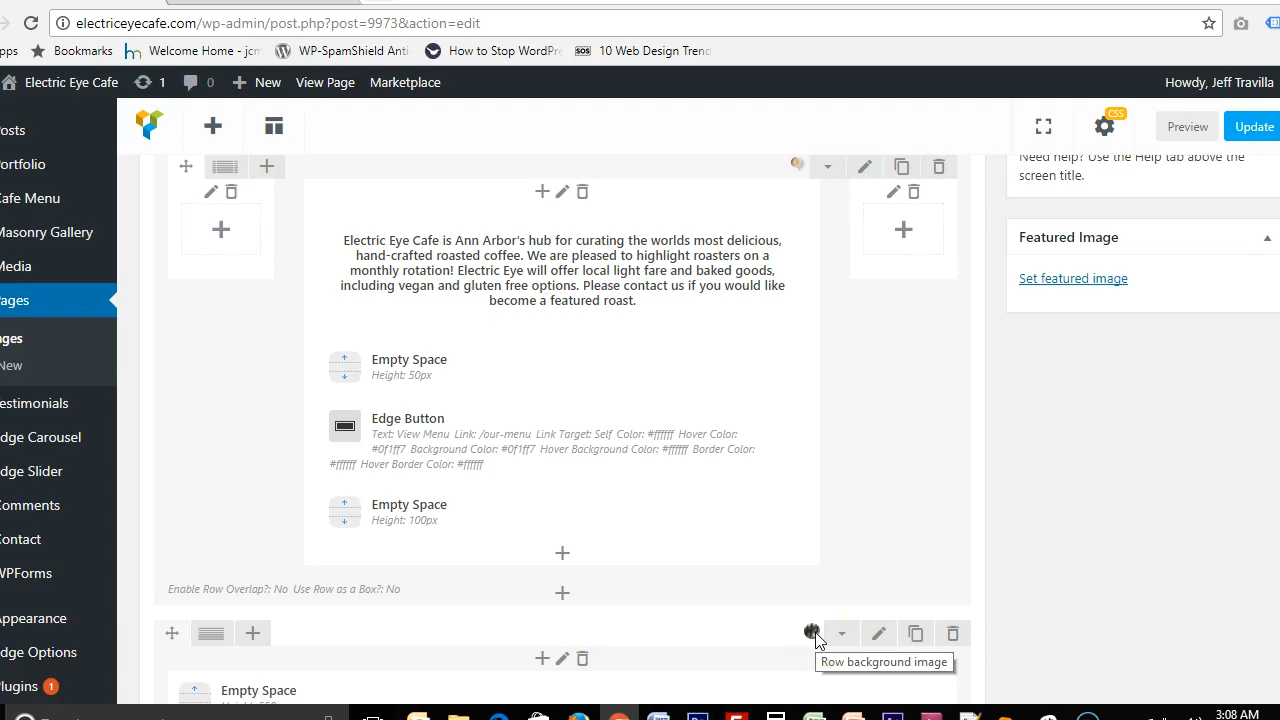 electriceyecafe.com/wp-admin/post.php?post=9973&action=edit
pps Bookmarks Welcome Home - jcm WP-SpamShield Anti- How to Stop WordPre SOS 10 Web Design Trend
Electric Eye Cafe 1 0 New View Page Marketplace Howdy, Jeff Travilla
CSS
Preview Update
osts
ortfolio
afe Menu
Masonry Gallery
Media
ages
ages
New
estimonials
dge Carousel
dge Slider
omments
ontact
WPForms
ppearance
dge Options
lugins 1
Electric Eye Cafe is Ann Arbor's hub for curating the worlds most delicious,
hand-crafted roasted coffee. We are pleased to highlight roasters on a
monthly rotation! Electric Eye will offer local light fare and baked goods,
including vegan and gluten free options. Please contact us if you would like
become a featured roast.
Empty Space
Height: 50px
Edge Button
Text: View Menu Link: /our-menu Link Target: Self Color: #ffffff Hover Color:
#0f1ff7 Background Color: #0f1ff7 Hover Background Color: #ffffff Border Color:
#ffffff Hover Border Color: #ffffff
Empty Space
Height: 100px
Enable Row Overlap?: No Use Row as a Box?: No
Row background image
Empty Space
Need help? Use the Help tab above the
screen title.
Featured Image
Set featured image
3:08 AM